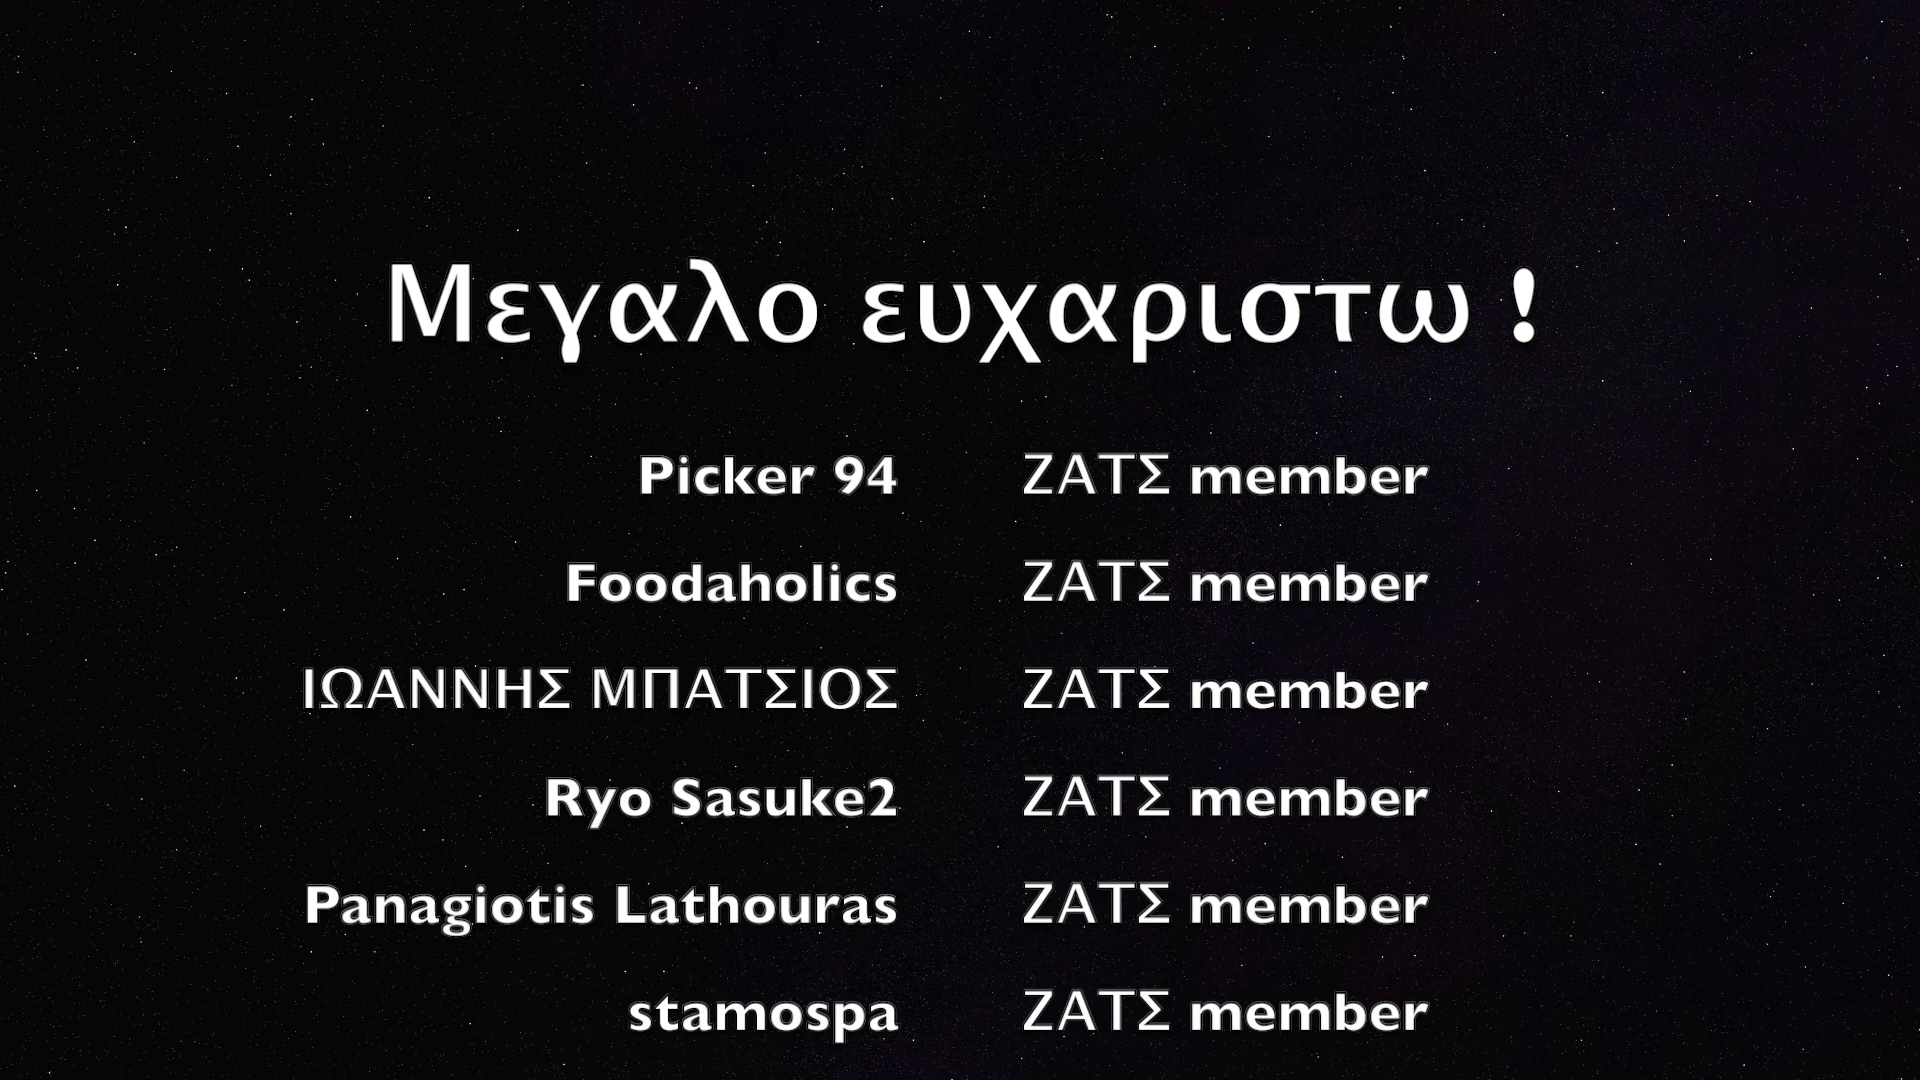 Μεγαλο ευχαριστω !
Picker 94 ΖΑΤΣ member
Foodaholics ΖΑΤΣ member
ΙΩΑΝΝΗΣ ΜΠΑΤΣΙΟΣ ΖΑΤΣ member
Ryo Sasuke2 ΖΑΤΣ member
Panagiotis Lathouras ΖΑΤΣ member
stamospa ΖΑΤΣ member